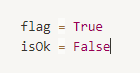 flag = True
isOk = False